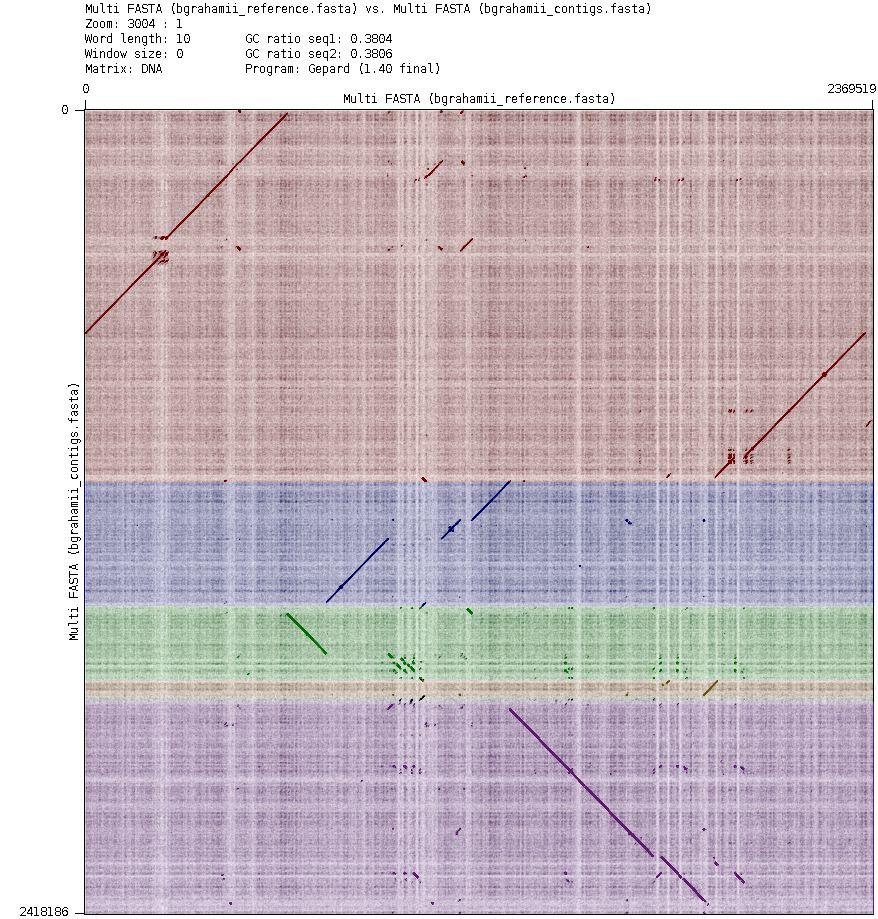 Multi FASTA (bgrahamii_reference.fasta) vs. Multi FASTA (bgrahamii_contigs.fasta)
Zoom: 3004 : 1
Word length: 10 GC ratio seq1: 0.3804
Window size: 0 GC ratio seq2: 0.3806
Matrix: DNA Program: Gepard (1.40 final)
0 2369519
Multi FASTA (bgrahamii_reference.fasta)
0
Multi FASTA (bgrahamii_contigs.fasta)
2418186